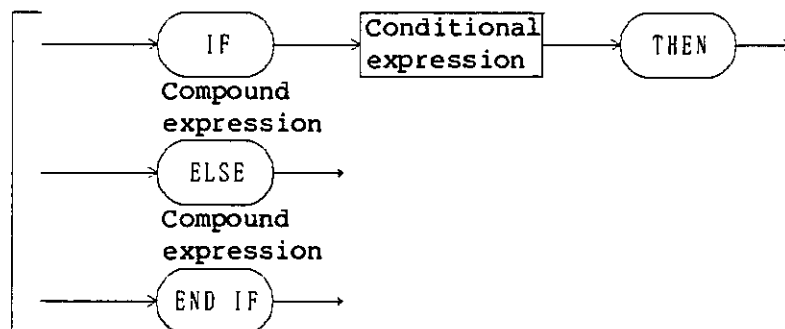 IF
Conditional
expression
THEN
Compound
expression
ELSE
Compound
expression
END IF